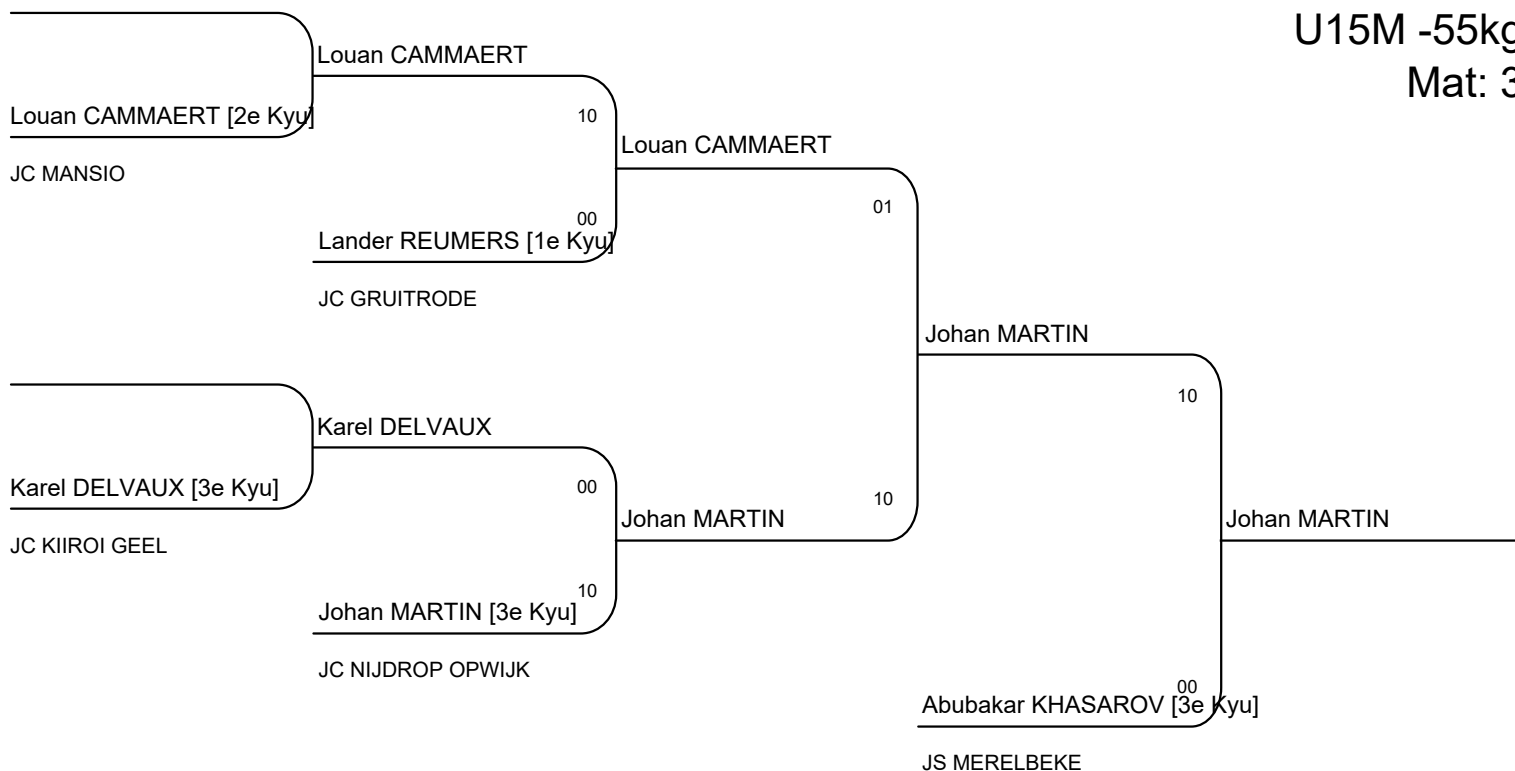 U15M -55kg
Mat: 3
Louan CAMMAERT
Louan CAMMAERT [2e Kyu]
10
Louan CAMMAERT
JC MANSIO
01
00
Lander REUMERS [1e Kyu]
JC GRUITRODE
Johan MARTIN
10
Karel DELVAUX
Karel DELVAUX [3e Kyu]
00
10
Johan MARTIN
Johan MARTIN
JC KIIROI GEEL
10
Johan MARTIN [3e Kyu]
JC NIJDROP OPWIJK
00
Abubakar KHASAROV [3e Kyu]
JS MERELBEKE